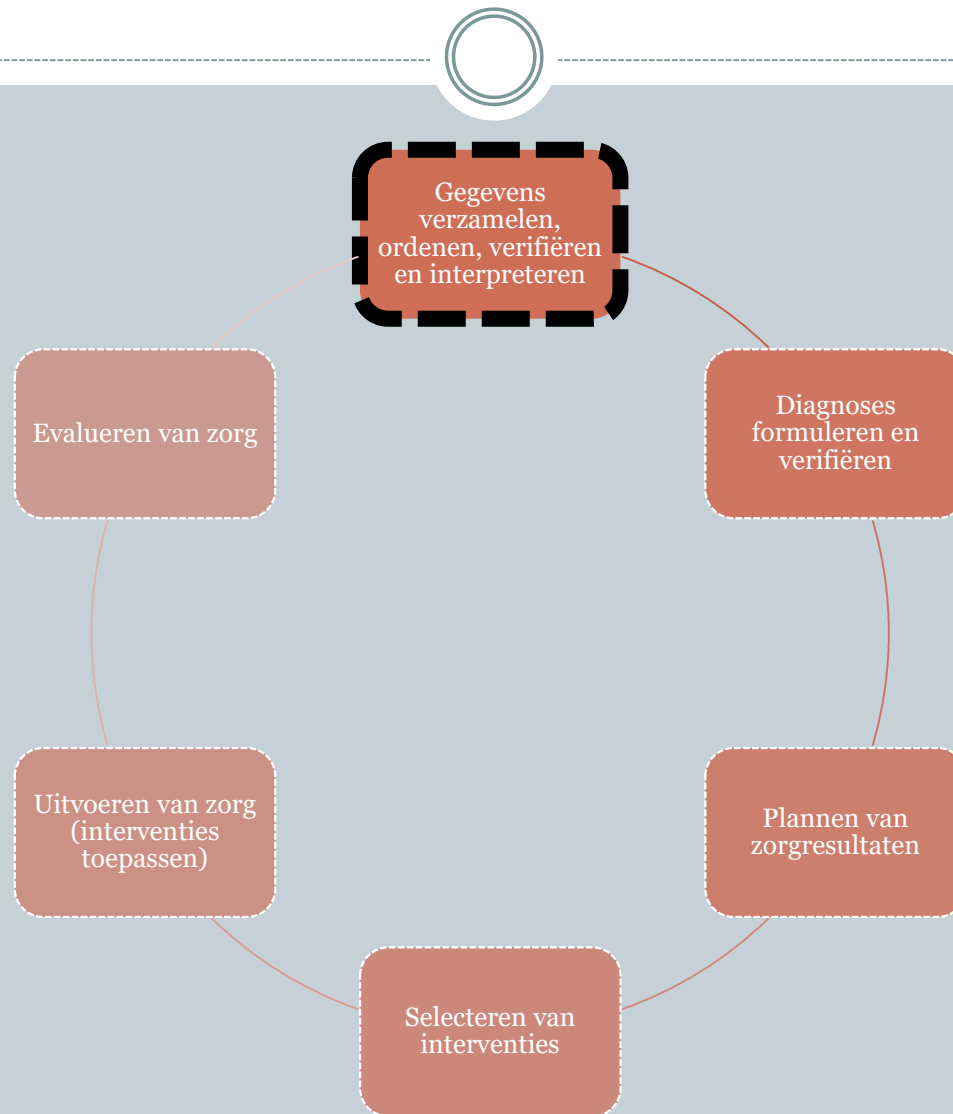 Gegevens
verzamelen,
ordenen, verifiëren
en interpreteren
Diagnoses
formuleren en
verifiëren
Plannen van
zorgresultaten
Selecteren van
interventies
Uitvoeren van zorg
(interventies
toepassen)
Evalueren van zorg